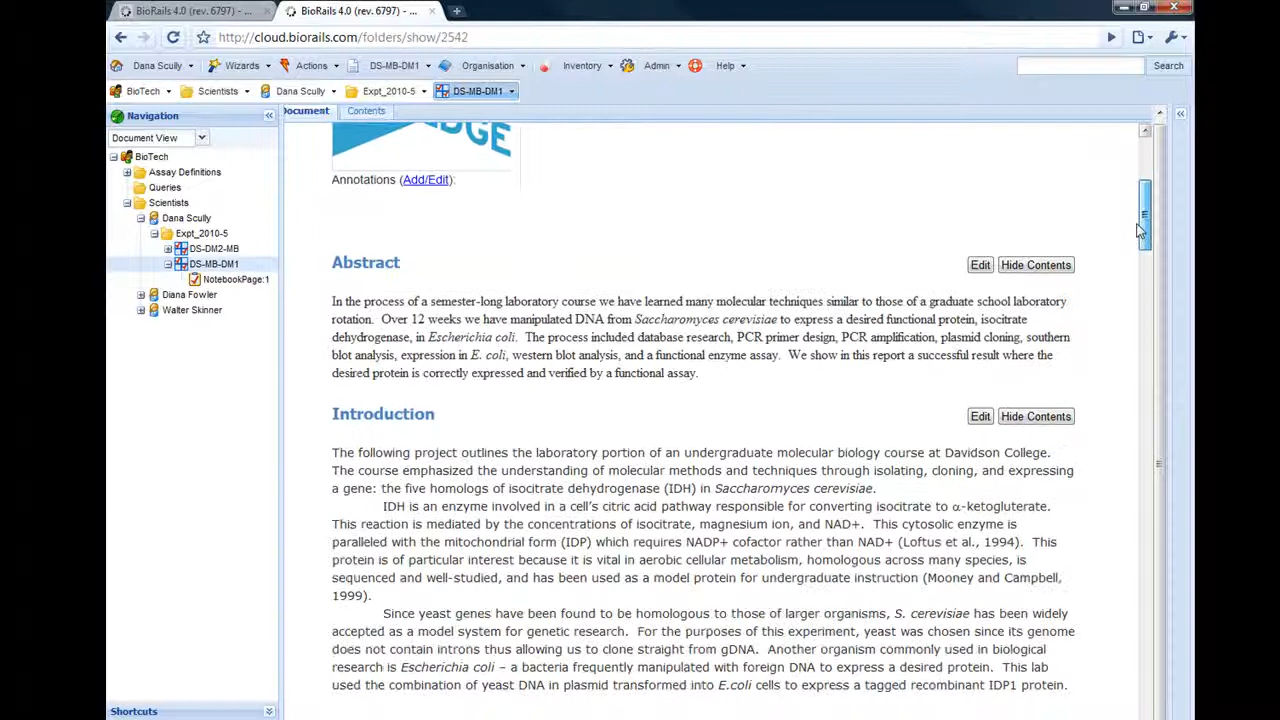 BioRails 4.0 (rev. 6797) - ...
BioRails 4.0 (rev. 6797) - ...
http://cloud.biorails.com/folders/show/2542
Dana Scully Wizards Actions DS-MB-DM1 Organisation Inventory Admin Help Search
BioTech Scientists Dana Scully Expt_2010-5 DS-MB-DM1
Navigation
Document View
BioTech
Assay Definitions
Queries
Scientists
Dana Scully
Expt_2010-5
DS-DM2-MB
DS-MB-DM1
NotebookPage:1
Diana Fowler
Walter Skinner
Shortcuts
Document Contents
EDGE
Annotations (Add/Edit):
Abstract
Edit Hide Contents
In the process of a semester-long laboratory course we have learned many molecular techniques similar to those of a graduate school laboratory
rotation. Over 12 weeks we have manipulated DNA from Saccharomyces cerevisiae to express a desired functional protein, isocitrate
dehydrogenase, in Escherichia coli. The process included database research, PCR primer design, PCR amplification, plasmid cloning, southern
blot analysis, expression in E. coli, western blot analysis, and a functional enzyme assay. We show in this report a successful result where the
desired protein is correctly expressed and verified by a functional assay.
Introduction
Edit Hide Contents
The following project outlines the laboratory portion of an undergraduate molecular biology course at Davidson College.
The course emphasized the understanding of molecular methods and techniques through isolating, cloning, and expressing
a gene: the five homologs of isocitrate dehydrogenase (IDH) in Saccharomyces cerevisiae.
IDH is an enzyme involved in a cell's citric acid pathway responsible for converting isocitrate to α-ketogluterate.
This reaction is mediated by the concentrations of isocitrate, magnesium ion, and NAD+. This cytosolic enzyme is
paralleled with the mitochondrial form (IDP) which requires NADP+ cofactor rather than NAD+ (Loftus et al., 1994). This
protein is of particular interest because it is vital in aerobic cellular metabolism, homologous across many species, is
sequenced and well-studied, and has been used as a model protein for undergraduate instruction (Mooney and Campbell,
1999).
Since yeast genes have been found to be homologous to those of larger organisms, S. cerevisiae has been widely
accepted as a model system for genetic research. For the purposes of this experiment, yeast was chosen since its genome
does not contain introns thus allowing us to clone straight from gDNA. Another organism commonly used in biological
research is Escherichia coli – a bacteria frequently manipulated with foreign DNA to express a desired protein. This lab
used the combination of yeast DNA in plasmid transformed into E.coli cells to express a tagged recombinant IDP1 protein.